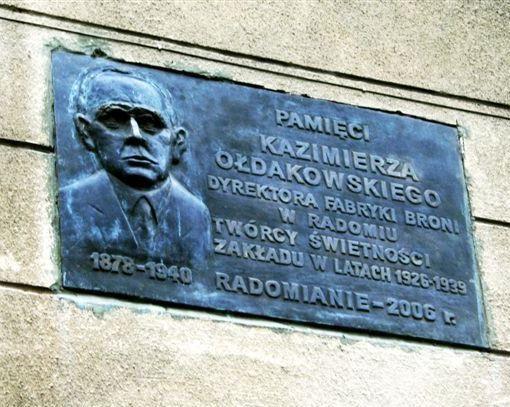 PAMIĘCI
KAZIMIERZA
OŁDAKOWSKIEGO
DYREKTORA FABRYKI BRONI
W RADOMIU
TWÓRCY ŚWIETNOŚCI
ZAKŁADU W LATACH 1926-1939
1878-1940
RADOMIANIE-2006 r.